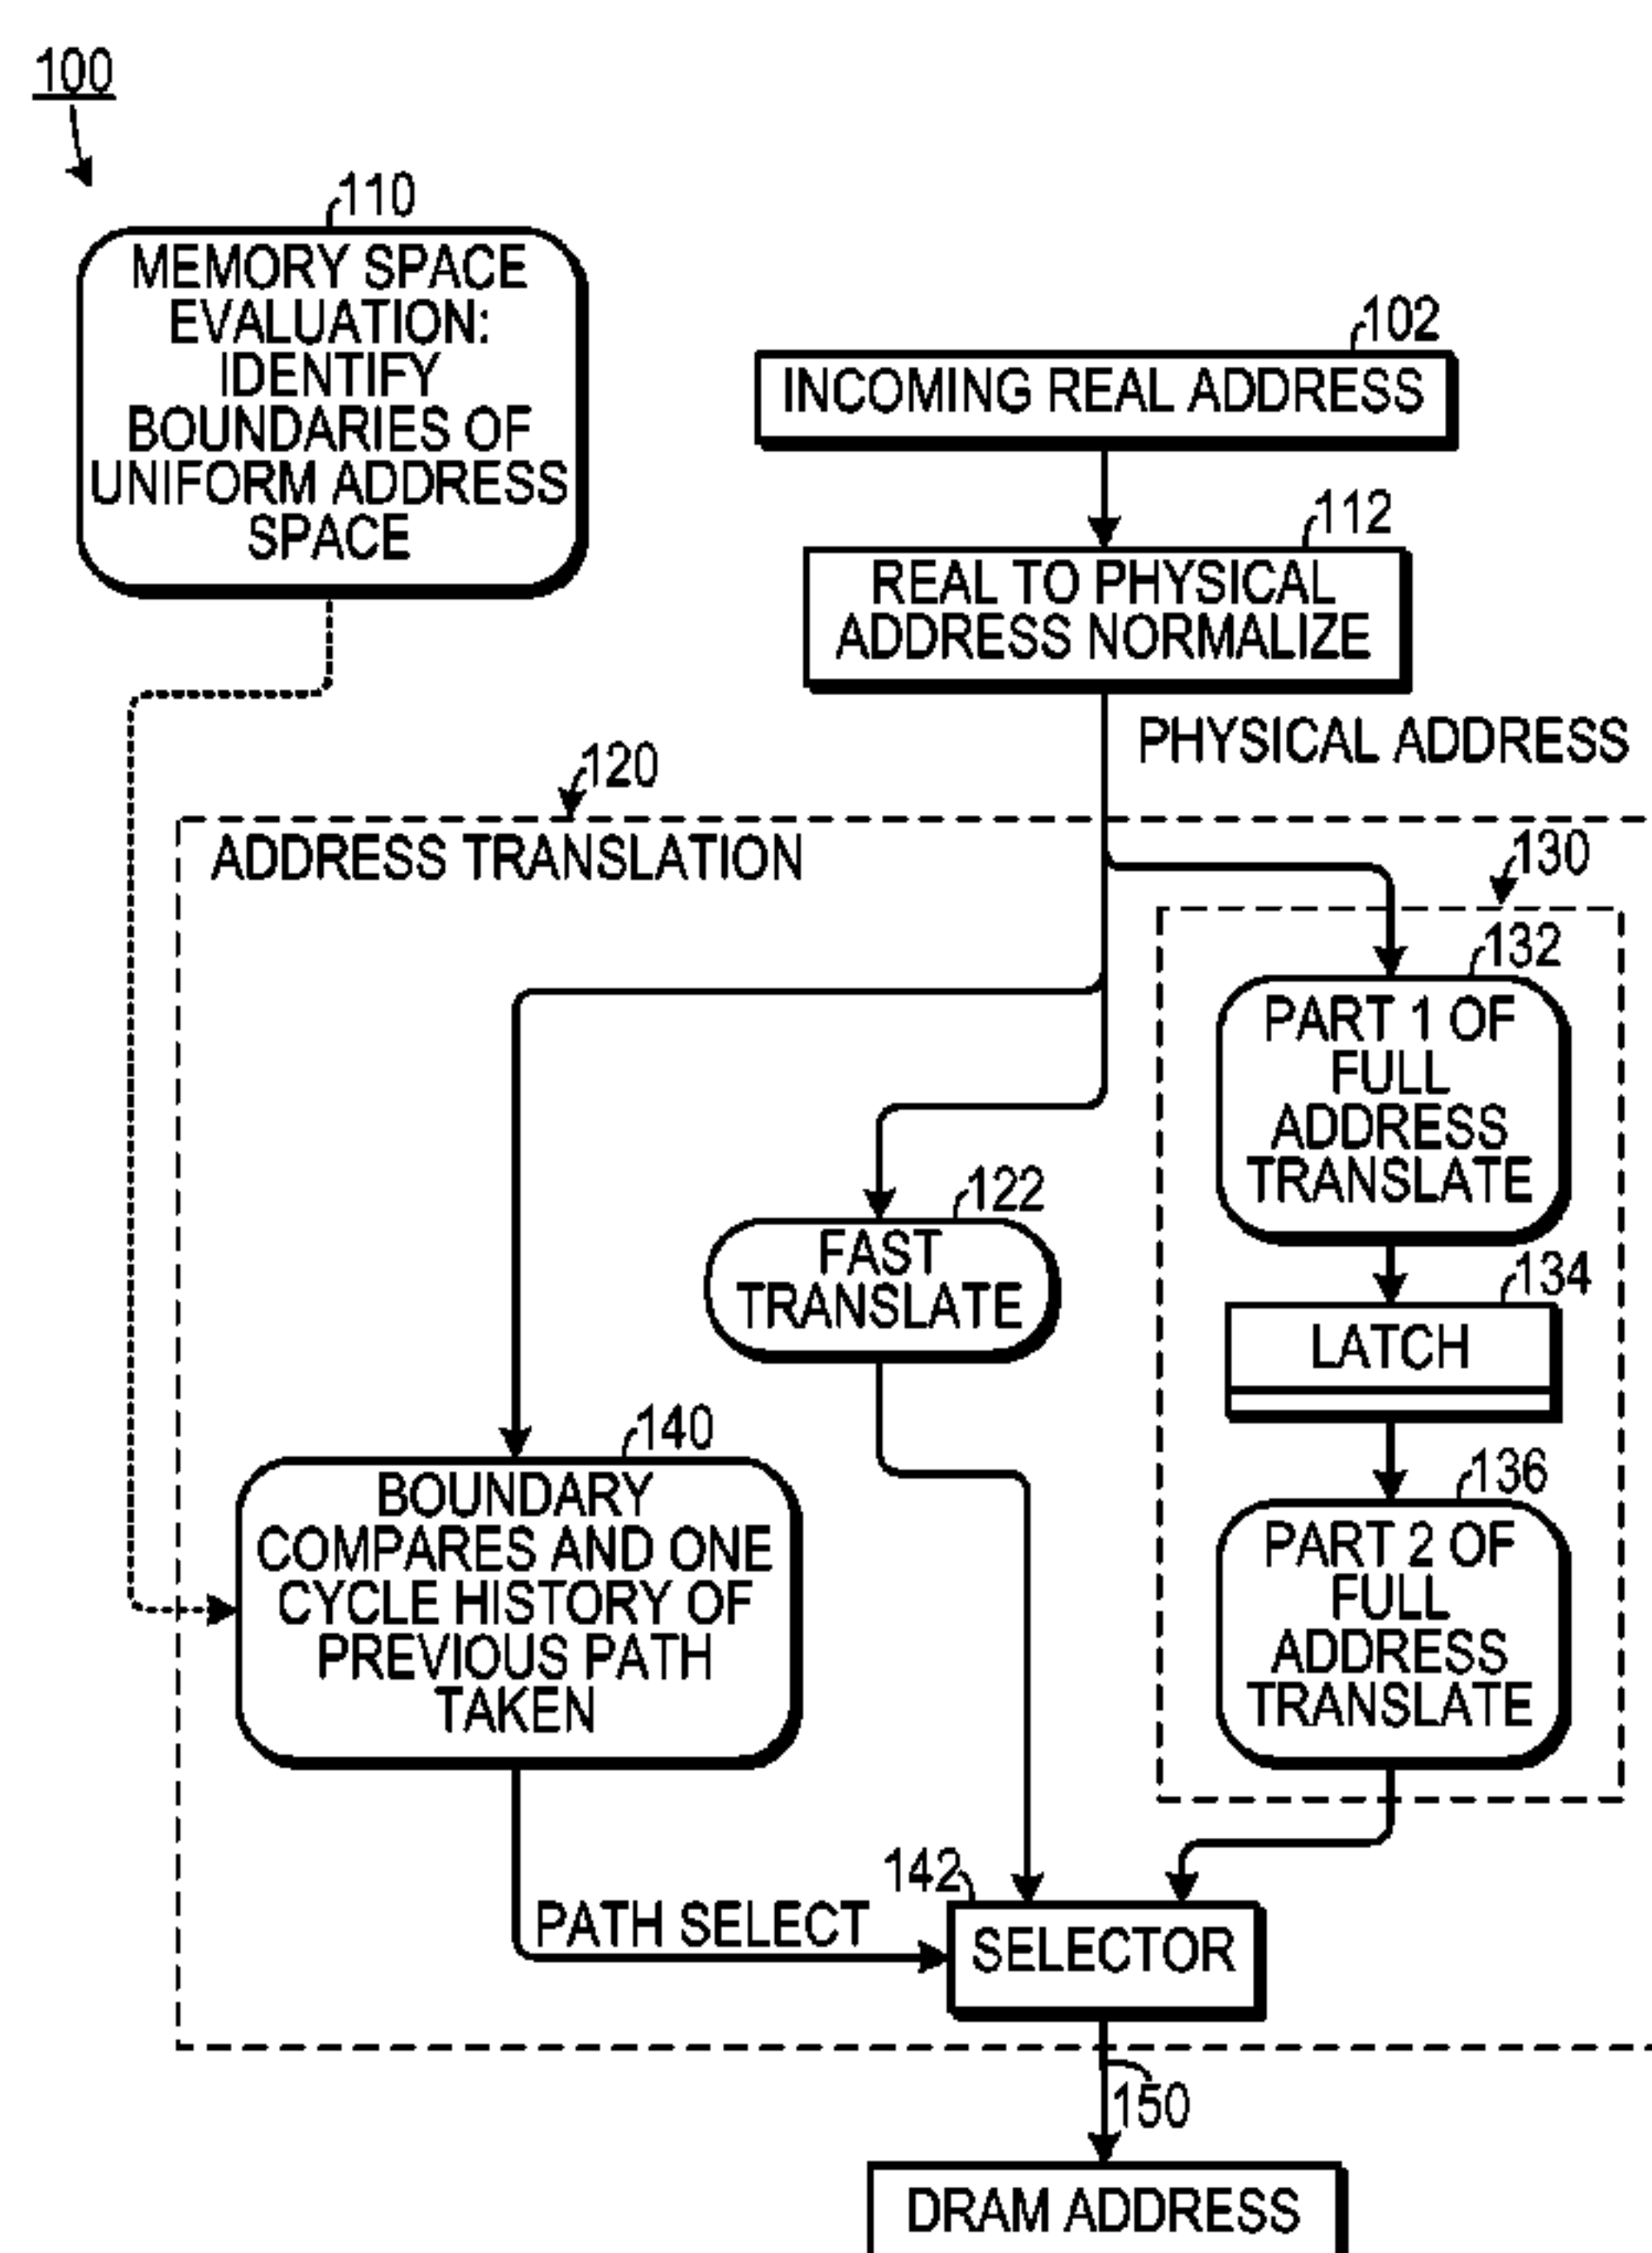 100
110
MEMORY SPACE
EVALUATION:
IDENTIFY
BOUNDARIES OF
UNIFORM ADDRESS
SPACE
102
INCOMING REAL ADDRESS
112
REAL TO PHYSICAL
ADDRESS NORMALIZE
PHYSICAL ADDRESS
120
ADDRESS TRANSLATION
130
132
PART 1 OF
FULL
ADDRESS
TRANSLATE
122
FAST
TRANSLATE
134
LATCH
140
BOUNDARY
COMPARES AND ONE
CYCLE HISTORY OF
PREVIOUS PATH
TAKEN
136
PART 2 OF
FULL
ADDRESS
TRANSLATE
142
PATH SELECT
SELECTOR
150
DRAM ADDRESS